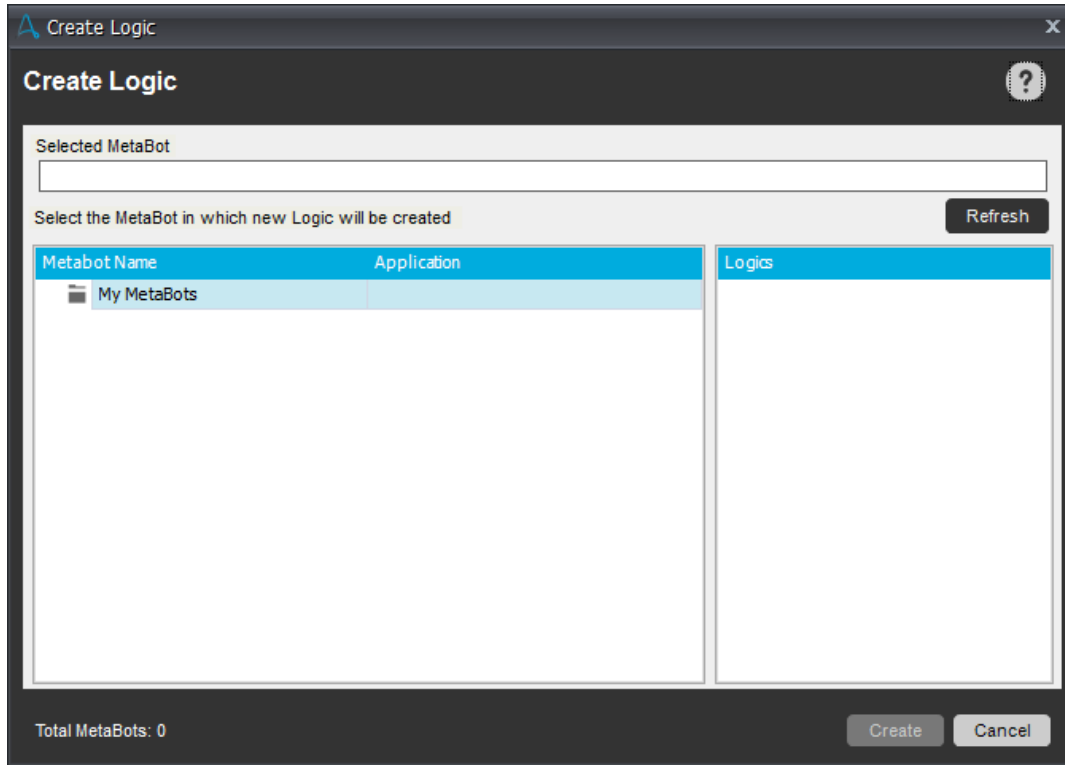 Create Logic
x
Create Logic
?
Selected MetaBot
Select the MetaBot in which new Logic will be created
Refresh
Metabot Name Application Logics
My MetaBots
Total MetaBots: 0
Create Cancel